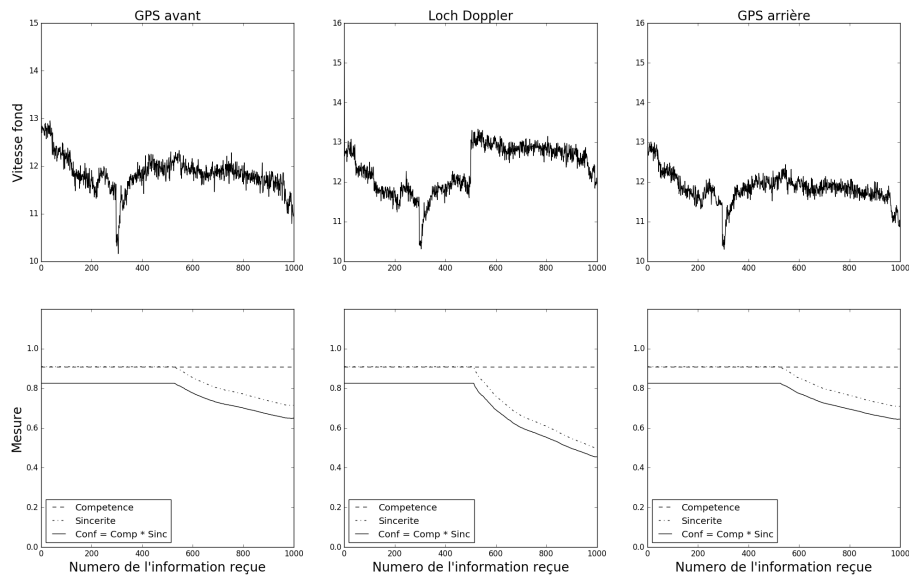 GPS avant
Loch Doppler
GPS arrière
Vitesse fond
15
14
13
12
11
10
0 200 400 600 800 1000
16
15
14
13
12
11
10
0 200 400 600 800 1000
16
15
14
13
12
11
10
0 200 400 600 800 1000
Mesure
1.0
0.8
0.6
0.4
0.2
0.0
Competence
Sincerite
Conf = Comp * Sinc
0 200 400 600 800 1000
Numero de l'information reçue
1.0
0.8
0.6
0.4
0.2
0.0
Competence
Sincerite
Conf = Comp * Sinc
0 200 400 600 800 1000
Numero de l'information reçue
1.0
0.8
0.6
0.4
0.2
0.0
Competence
Sincerite
Conf = Comp * Sinc
0 200 400 600 800 1000
Numero de l'information reçue